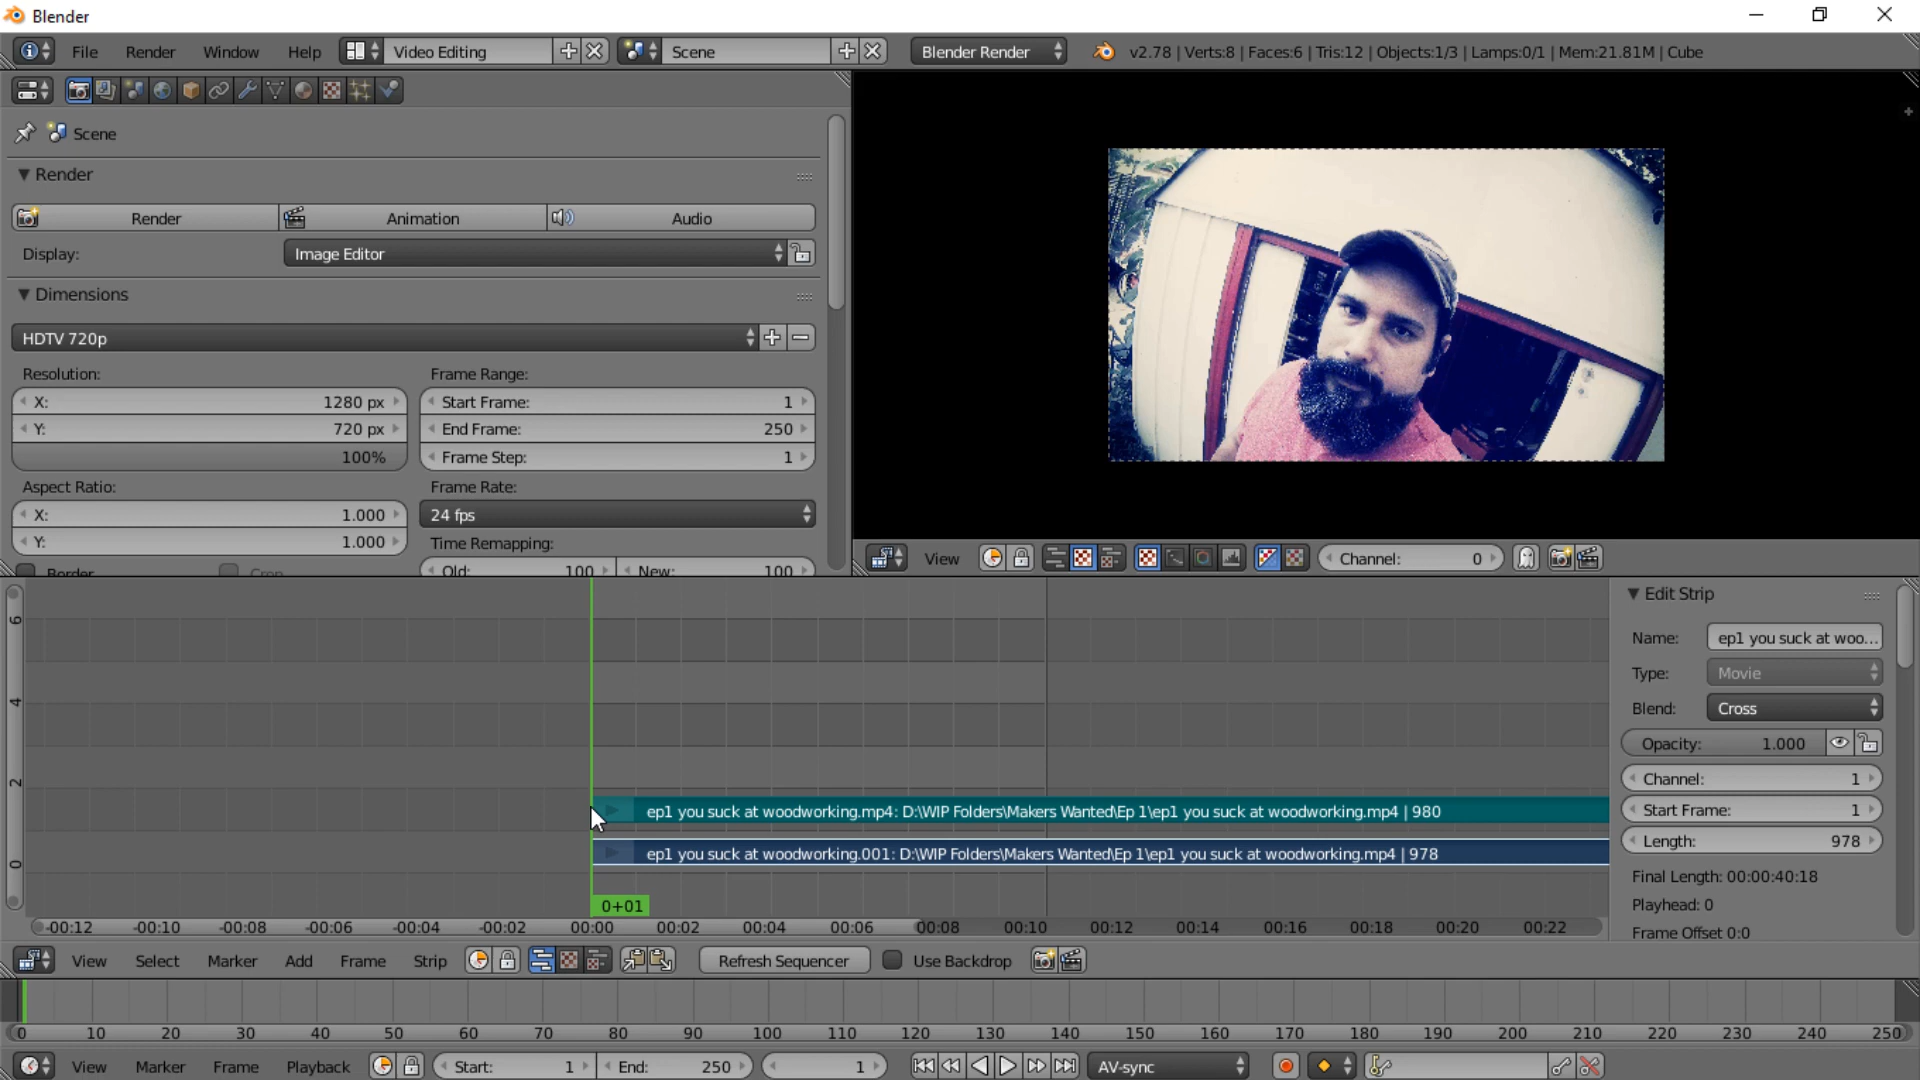 Blender
File Render Window Help Video Editing Scene Blender Render v2.78 | Verts:8 | Faces:6 | Tris:12 | Objects:1/3 | Lamps:0/1 | Mem:21.81M | Cube
Scene
Render
Render Animation Audio
Display: Image Editor
Dimensions
HDTV 720p
Resolution: Frame Range:
X: 1280 px Start Frame: 1
Y: 720 px End Frame: 250
100% Frame Step: 1
Aspect Ratio: Frame Rate:
X: 1.000 24 fps
Y: 1.000 Time Remapping:
Border Crop Old: 100 New: 100
View Channel: 0
6
4
2
0
ep1 you suck at woodworking.mp4: D:\WIP Folders\Makers Wanted\Ep 1\ep1 you suck at woodworking.mp4 | 980
ep1 you suck at woodworking.001: D:\WIP Folders\Makers Wanted\Ep 1\ep1 you suck at woodworking.mp4 | 978
0+01
-00:12 -00:10 -00:08 -00:06 -00:04 -00:02 00:00 00:02 00:04 00:06 00:08 00:10 00:12 00:14 00:16 00:18 00:20 00:22
Edit Strip
Name: ep1 you suck at woo...
Type: Movie
Blend: Cross
Opacity: 1.000
Channel: 1
Start Frame: 1
Length: 978
Final Length: 00:00:40:18
Playhead: 0
Frame Offset 0:0
View Select Marker Add Frame Strip Refresh Sequencer Use Backdrop
0 10 20 30 40 50 60 70 80 90 100 110 120 130 140 150 160 170 180 190 200 210 220 230 240 250
View Marker Frame Playback Start: 1 End: 250 1 AV-sync